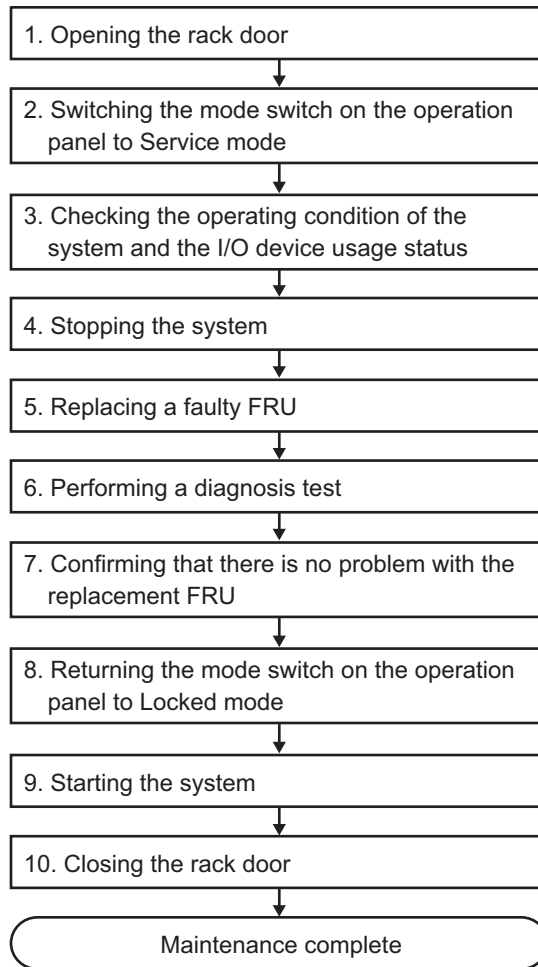 1. Opening the rack door
2. Switching the mode switch on the operation
panel to Service mode
3. Checking the operating condition of the
system and the I/O device usage status
4. Stopping the system
5. Replacing a faulty FRU
6. Performing a diagnosis test
7. Confirming that there is no problem with the
replacement FRU
8. Returning the mode switch on the operation
panel to Locked mode
9. Starting the system
10. Closing the rack door
Maintenance complete